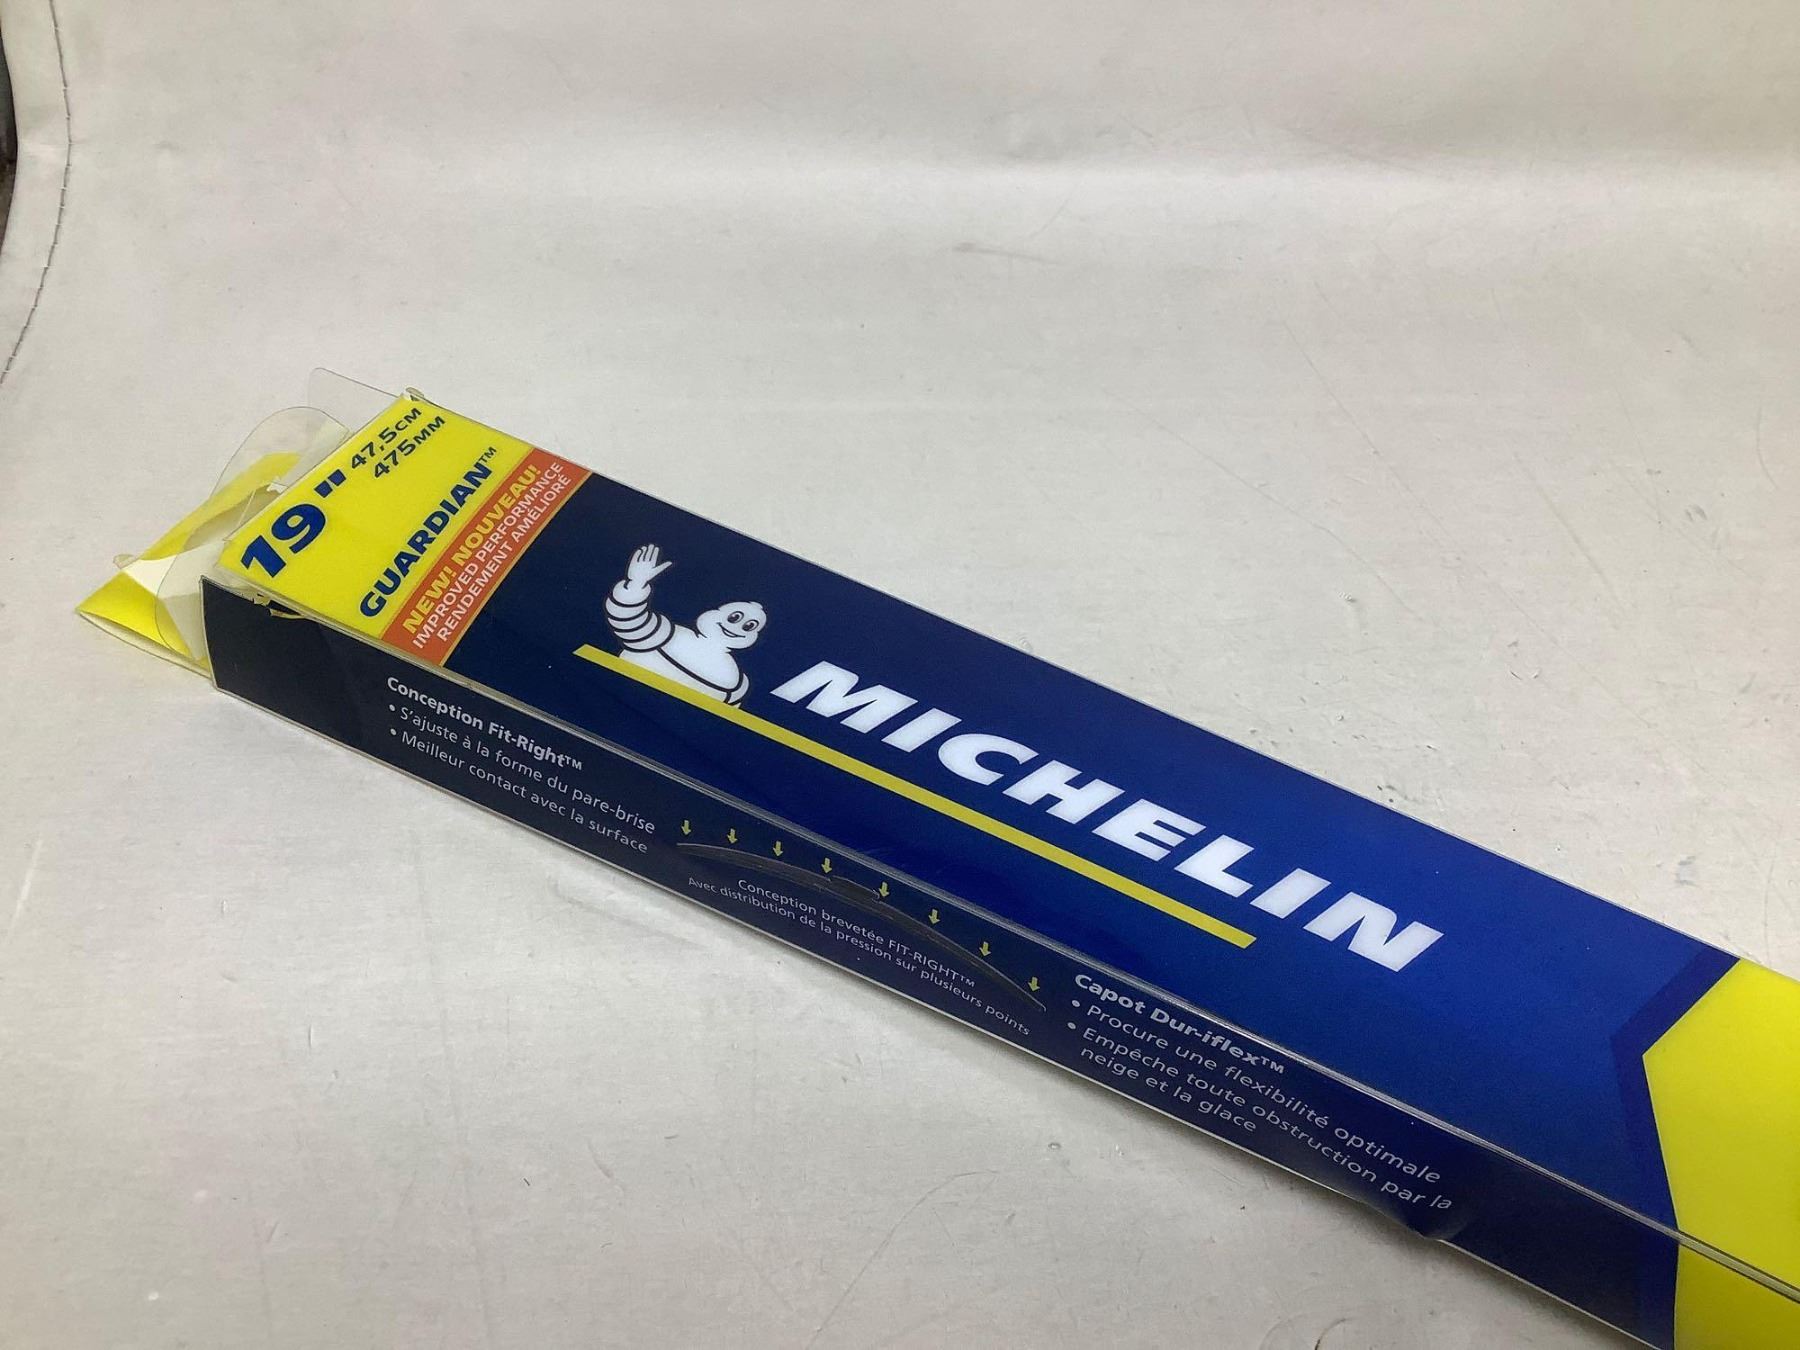 19"
47,5CM
475MM
GUARDIAN™
NEW! NOUVEAU!
IMPROVED PERFORMANCE
RENDEMENT AMÉLIORÉ
MICHELIN
Conception Fit-Right™
• S'ajuste à la forme du pare-brise
• Meilleur contact avec la surface
Conception brevetée FIT-RIGHT™
Avec distribution de la pression sur plusieurs points
Capot Dur-iflex™
• Procure une flexibilité optimale
• Empêche toute obstruction par la
neige et la glace